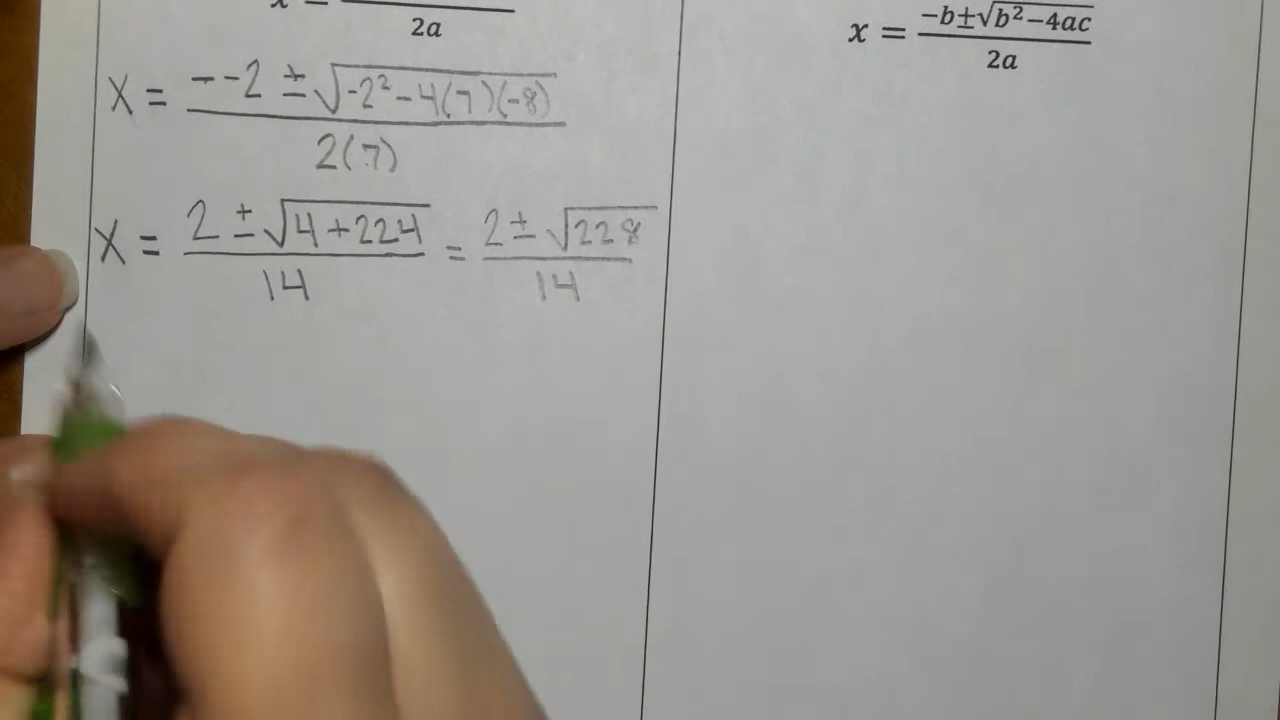 2a
x = -b±√b²-4ac / 2a
X = --2 ± √-2²-4(7)(-8) / 2(7)
X = 2 ± √4+224 / 14 = 2 ± √228 / 14